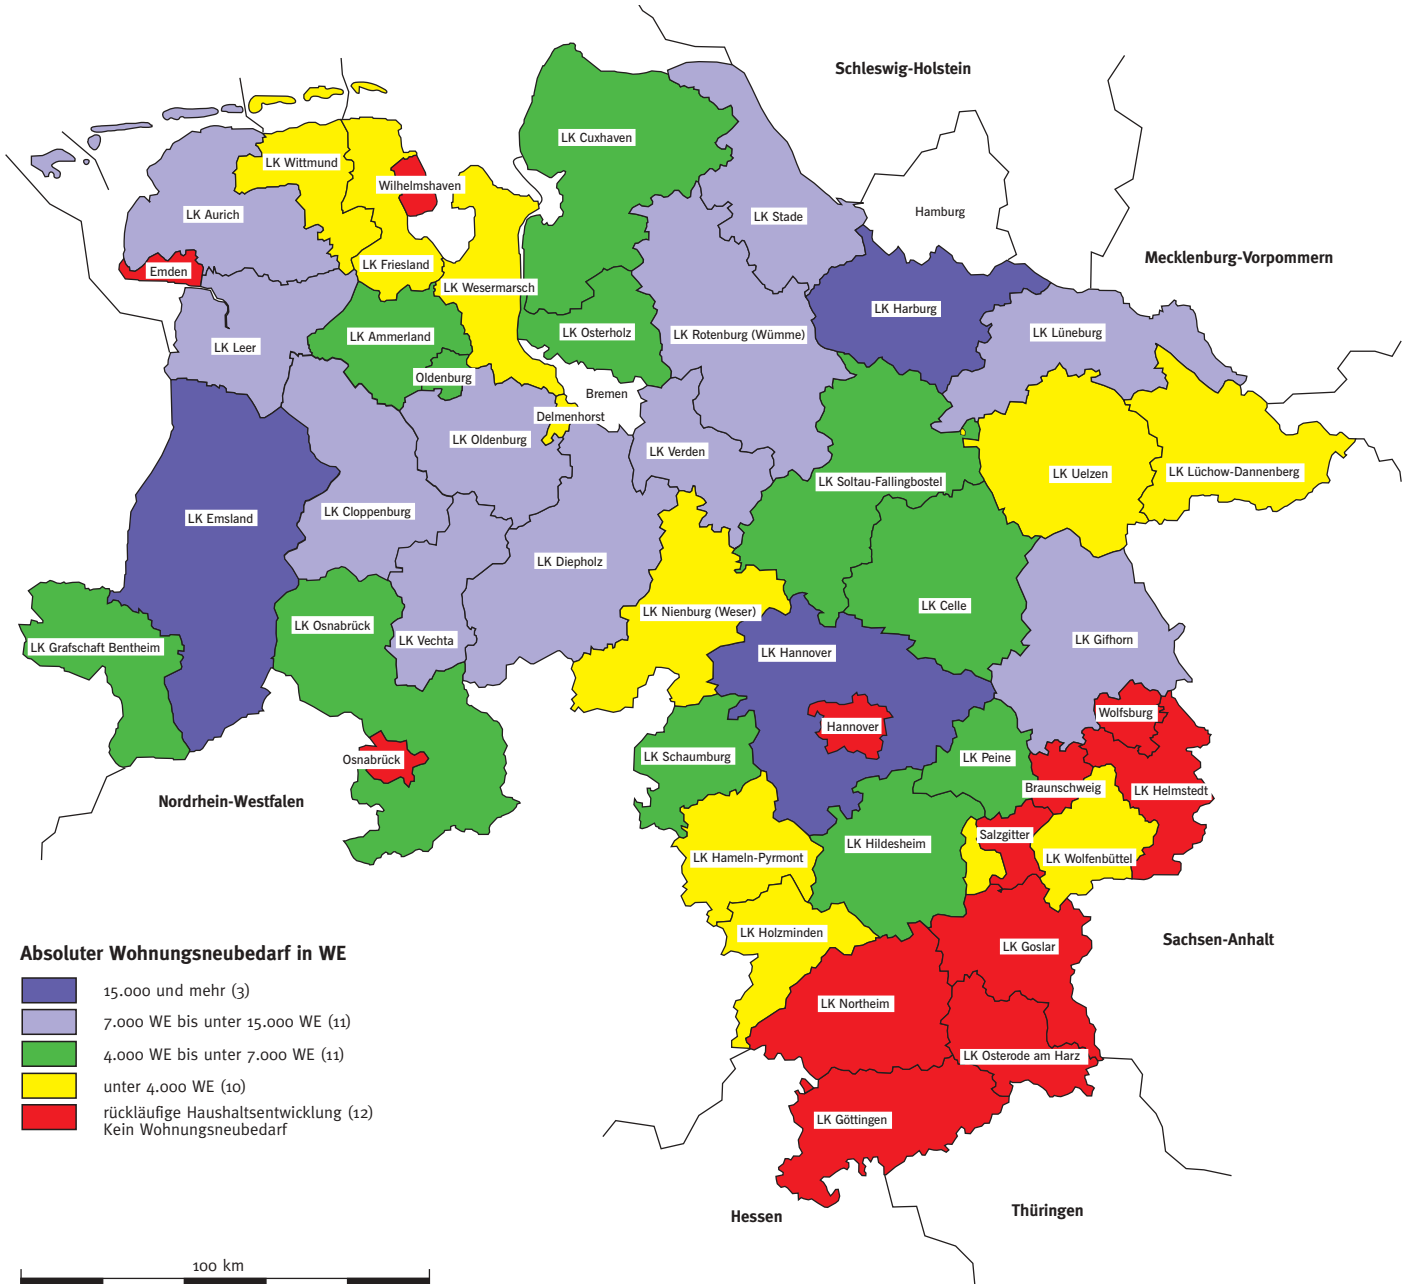 Schleswig-Holstein
LK Cuxhaven
LK Wittmund
Wilhelmshaven
LK Aurich
LK Stade
Hamburg
Mecklenburg-Vorpommern
Emden
LK Friesland
LK Wesermarsch
LK Harburg
LK Ammerland
LK Osterholz
LK Rotenburg (Wümme)
LK Lüneburg
LK Leer
Oldenburg
Bremen
Delmenhorst
LK Oldenburg
LK Verden
LK Uelzen
LK Lüchow-Dannenberg
LK Soltau-Fallingbostel
LK Emsland
LK Cloppenburg
LK Diepholz
LK Celle
LK Nienburg (Weser)
LK Osnabrück
LK Vechta
LK Gifhorn
LK Grafschaft Bentheim
LK Hannover
Wolfsburg
Hannover
LK Schaumburg
LK Peine
Osnabrück
Braunschweig
LK Helmstedt
Nordrhein-Westfalen
Salzgitter
LK Hildesheim
LK Hameln-Pyrmont
LK Wolfenbüttel
LK Holzminden
Sachsen-Anhalt
LK Goslar
LK Northeim
LK Osterode am Harz
LK Göttingen
Hessen
Thüringen
Absoluter Wohnungsneubedarf in WE
15.000 und mehr (3)
7.000 WE bis unter 15.000 WE (11)
4.000 WE bis unter 7.000 WE (11)
unter 4.000 WE (10)
rückläufige Haushaltsentwicklung (12)
Kein Wohnungsneubedarf
100 km